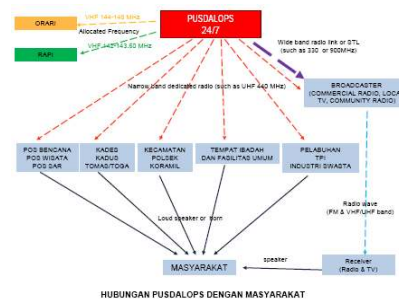 ORARI
VHF 144-148 MHz
PUSDALOPS
24/7
Allocated Frequency
Wide band radio link or STL
(such as 330 or 900MHz)
RAPI
VHF 142-143.60 MHz
Narrow band dedicated radio (such as UHF 440 MHz)
BROADCASTER
(COMMERCIAL RADIO, LOCA
TV, COMMUNITY RADIO)
POS BENCANA
POS WISATA
POS SAR
KADES
KADUS
TOMAS/TOGA
KECAMATAN
POLSEK
KORAMIL
TEMPAT IBADAH
DAN FASILITAS UMUM
PELABUHAN
TPI
INDUSTRI SWASTA
Loud speaker or horn
Radio wave
(FM & VHF/UHF band)
MASYARAKAT
speaker
Receiver
(Radio & TV)
HUBUNGAN PUSDALOPS DENGAN MASYARAKAT